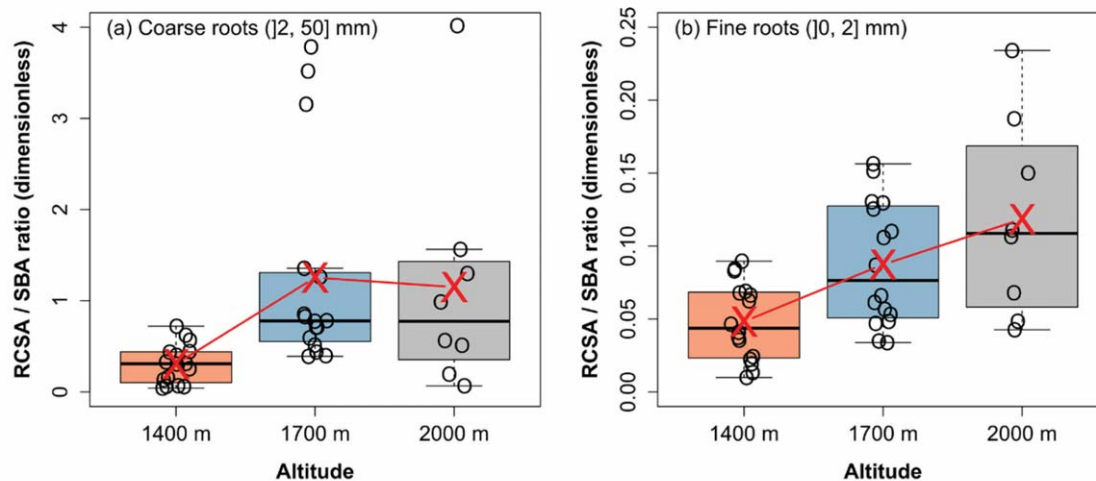 (a) Coarse roots (]2, 50] mm)
RCSA / SBA ratio (dimensionless)
4
3
2
1
0
1400 m 1700 m 2000 m
Altitude
(b) Fine roots (]0, 2] mm)
RCSA / SBA ratio (dimensionless)
0.25
0.20
0.15
0.10
0.05
0.00
1400 m 1700 m 2000 m
Altitude